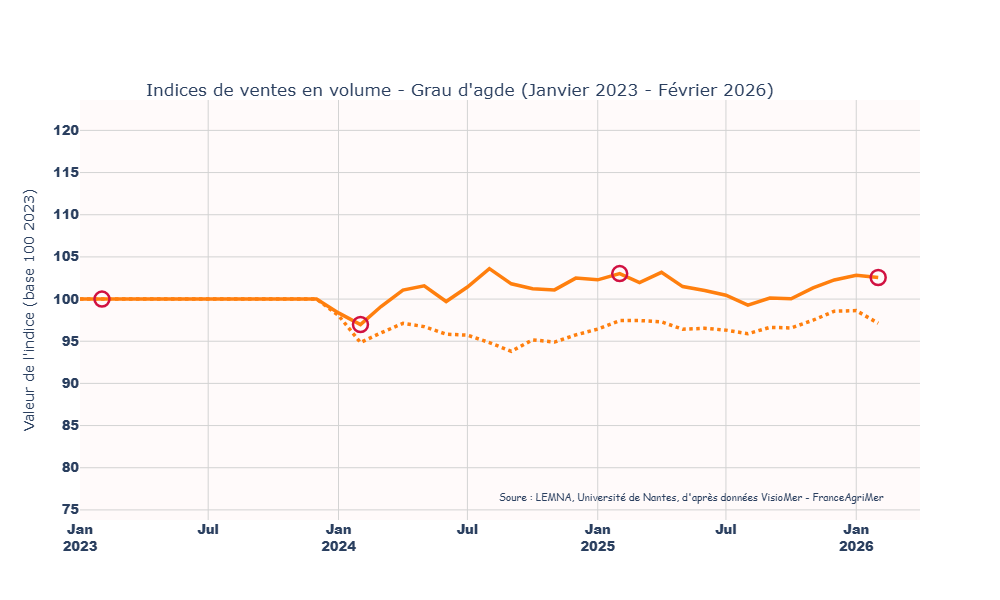 Indices de ventes en volume - Grau d'agde (Janvier 2023 - Février 2026)
Valeur de l'indice (base 100 2023)
120
115
110
105
100
95
90
85
80
75
Soure : LEMNA, Université de Nantes, d'après données VisioMer - FranceAgriMer
Jan Jul Jan Jul Jan Jul Jan
2023 2024 2025 2026